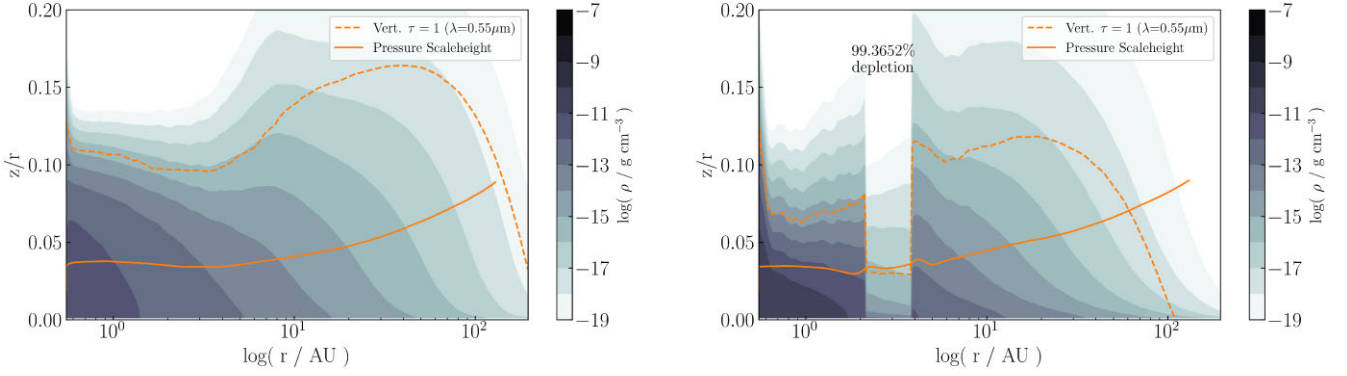 0.20
0.15
0.10
0.05
0.00
z/r
10⁰
10¹
10²
log( r / AU )
Vert. τ = 1 (λ=0.55μm)
Pressure Scaleheight
−7
−9
−11
−13
−15
−17
−19
log( ρ / g cm⁻³ )
0.20
0.15
0.10
0.05
0.00
z/r
10⁰
10¹
10²
log( r / AU )
99.3652%
depletion
Vert. τ = 1 (λ=0.55μm)
Pressure Scaleheight
−7
−9
−11
−13
−15
−17
−19
log( ρ / g cm⁻³ )